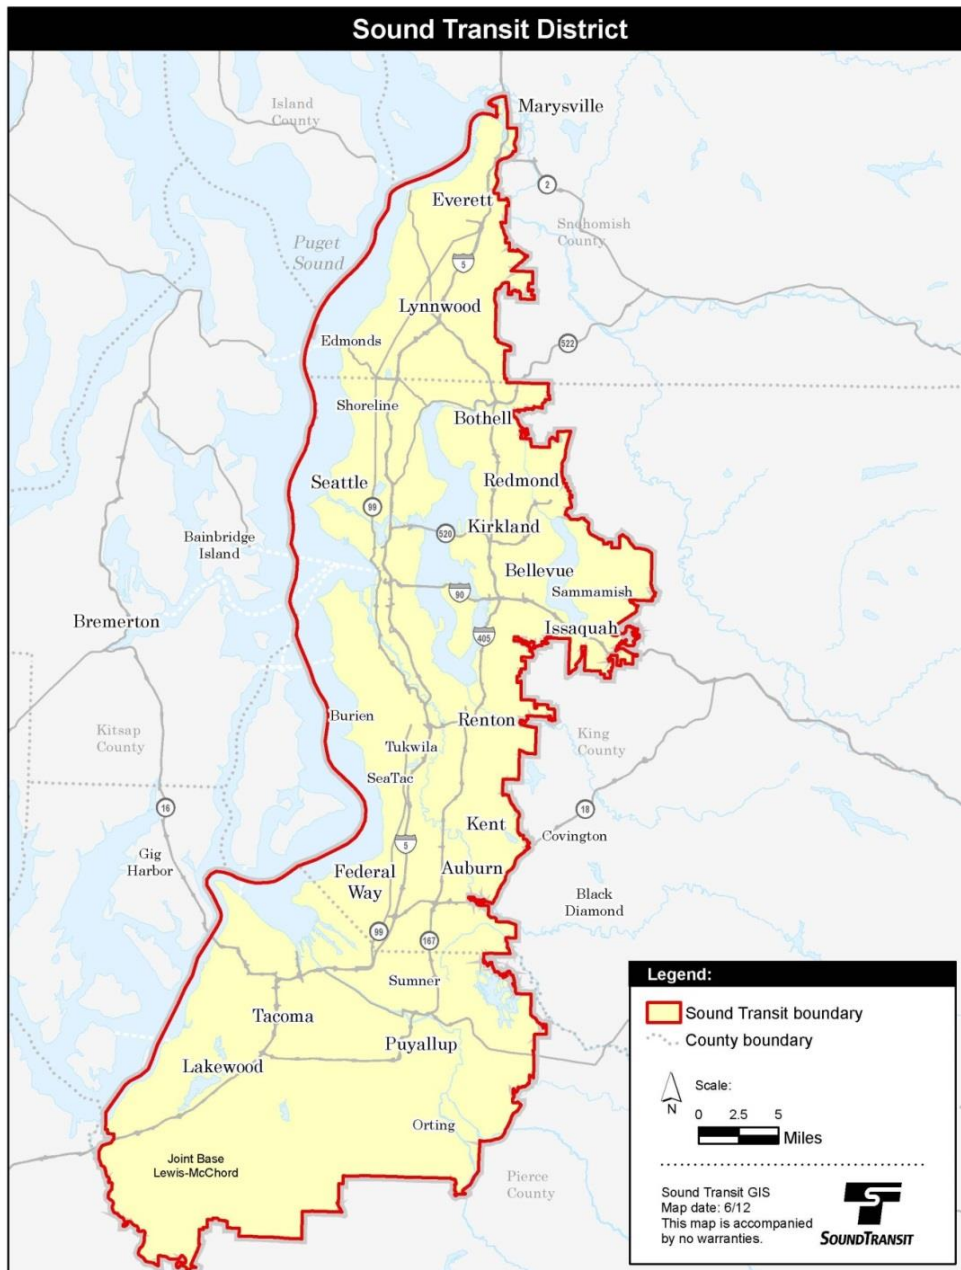 Sound Transit District
Marysville
Island
County
2
Everett
Snohomish
County
Puget
Sound
5
Lynnwood
Edmonds
522
Shoreline
Bothell
Seattle
Redmond
99
Kirkland
520
Bainbridge
Island
Bellevue
Sammamish
90
Bremerton
Issaquah
405
Burien
Renton
Kitsap
County
King
County
Tukwila
SeaTac
16
18
Kent
Covington
5
Gig
Harbor
Federal
Way
Auburn
Black
Diamond
99
167
Sumner
Tacoma
Puyallup
Lakewood
Orting
Joint Base
Lewis-McChord
Pierce
County
Legend:
Sound Transit boundary
County boundary
Scale:
N
0 2.5 5
Miles
Sound Transit GIS
Map date: 6/12
This map is accompanied
by no warranties.
SOUNDTRANSIT